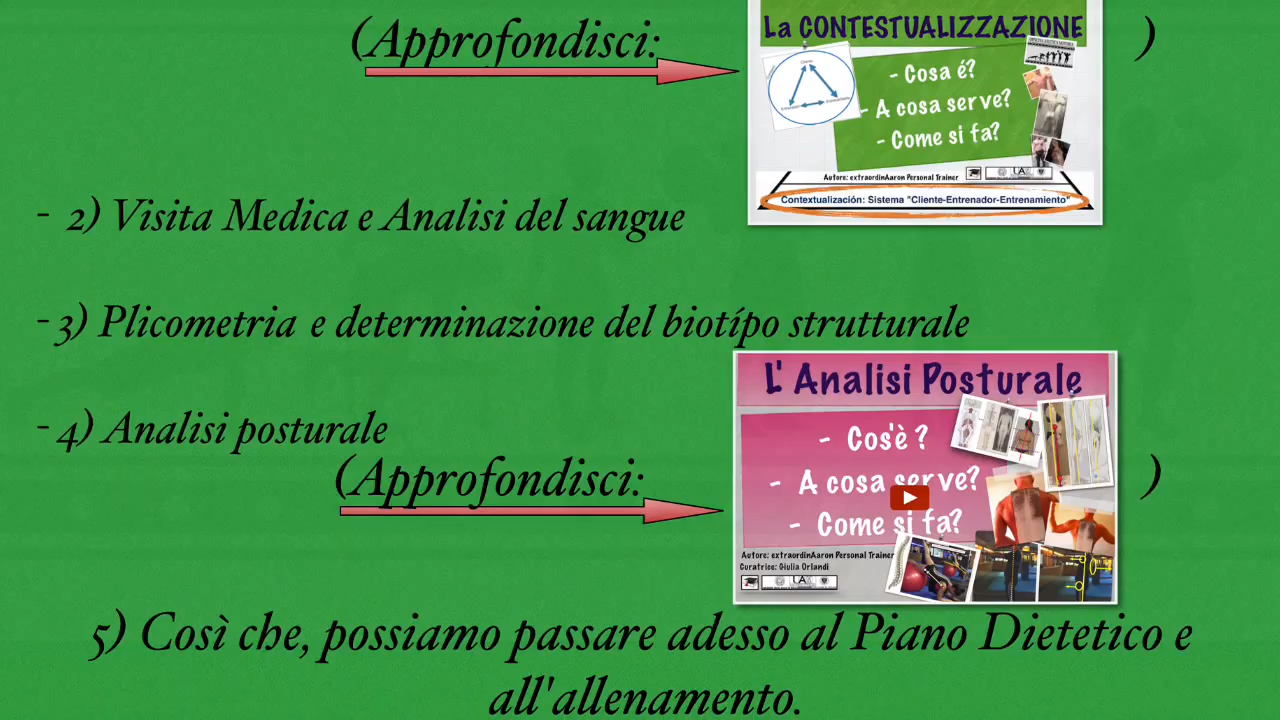 (Approfondisci: )
La CONTESTUALIZZAZIONE
- Cosa é?
- A cosa serve?
- Come si fa?
Autore: extraordinAaron Personal Trainer
Contextualización: Sistema "Cliente-Entrenador-Entrenamiento"
- 2) Visita Medica e Analisi del sangue
- 3) Plicometria e determinazione del biotípo strutturale
- 4) Analisi posturale
(Approfondisci: )
L' Analisi Posturale
- Cos'è ?
- A cosa serve?
- Come si fa?
Autore: extraordinAaron Personal Trainer
Curatrice: Giulia Orlandi
5) Così che, possiamo passare adesso al Piano Dietetico e
all'allenamento.